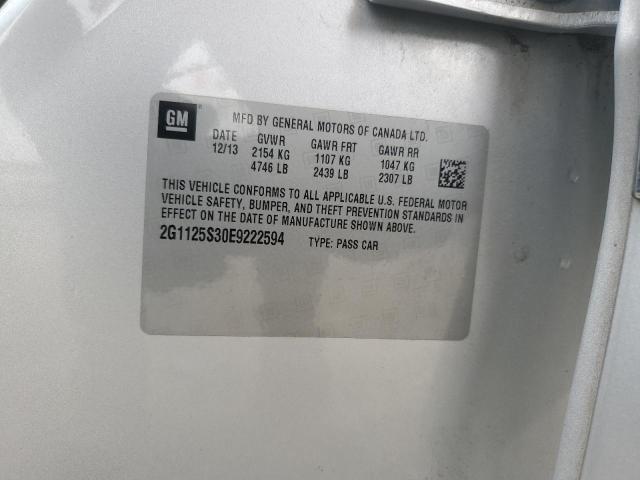 GM
MFD BY GENERAL MOTORS OF CANADA LTD.
DATE GVWR GAWR FRT GAWR RR
12/13 2154 KG 1107 KG 1047 KG
4746 LB 2439 LB 2307 LB
THIS VEHICLE CONFORMS TO ALL APPLICABLE U.S. FEDERAL MOTOR
VEHICLE SAFETY, BUMPER, AND THEFT PREVENTION STANDARDS IN
EFFECT ON THE DATE OF MANUFACTURE SHOWN ABOVE.
2G1125S30E9222594 TYPE: PASS CAR